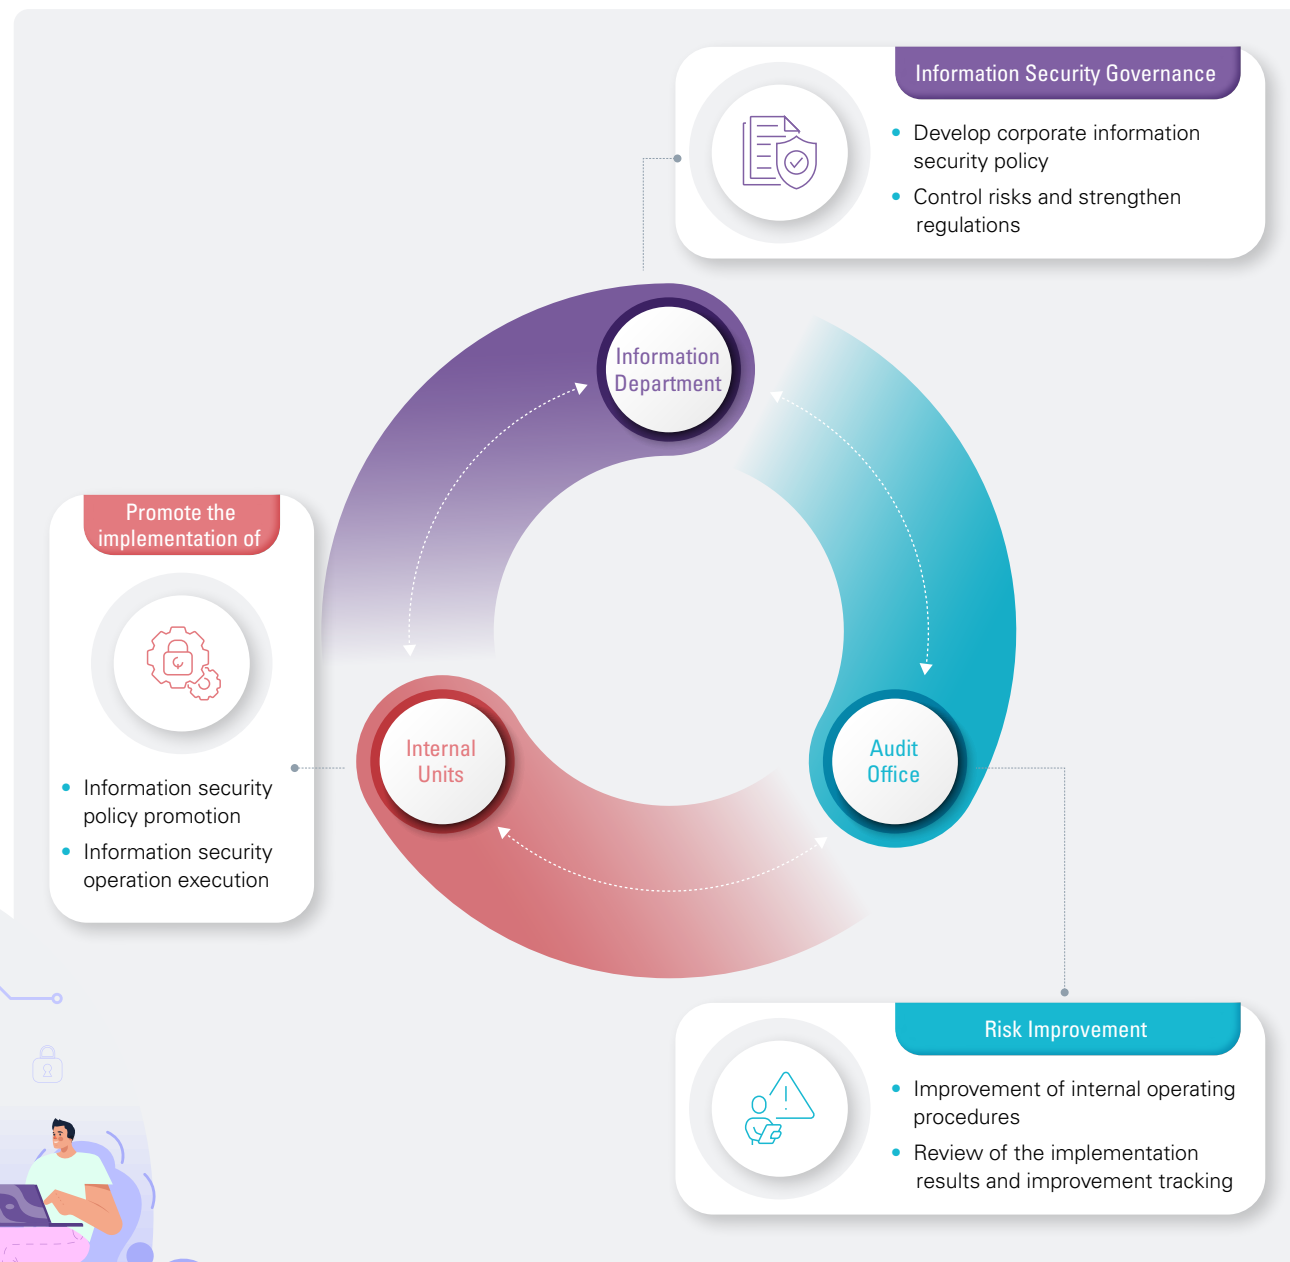 Information Security Governance
• Develop corporate information
security policy
• Control risks and strengthen
regulations
Information
Department
Promote the
implementation of
• Information security
policy promotion
• Information security
operation execution
Internal
Units
Audit
Office
Risk Improvement
• Improvement of internal operating
procedures
• Review of the implementation
results and improvement tracking